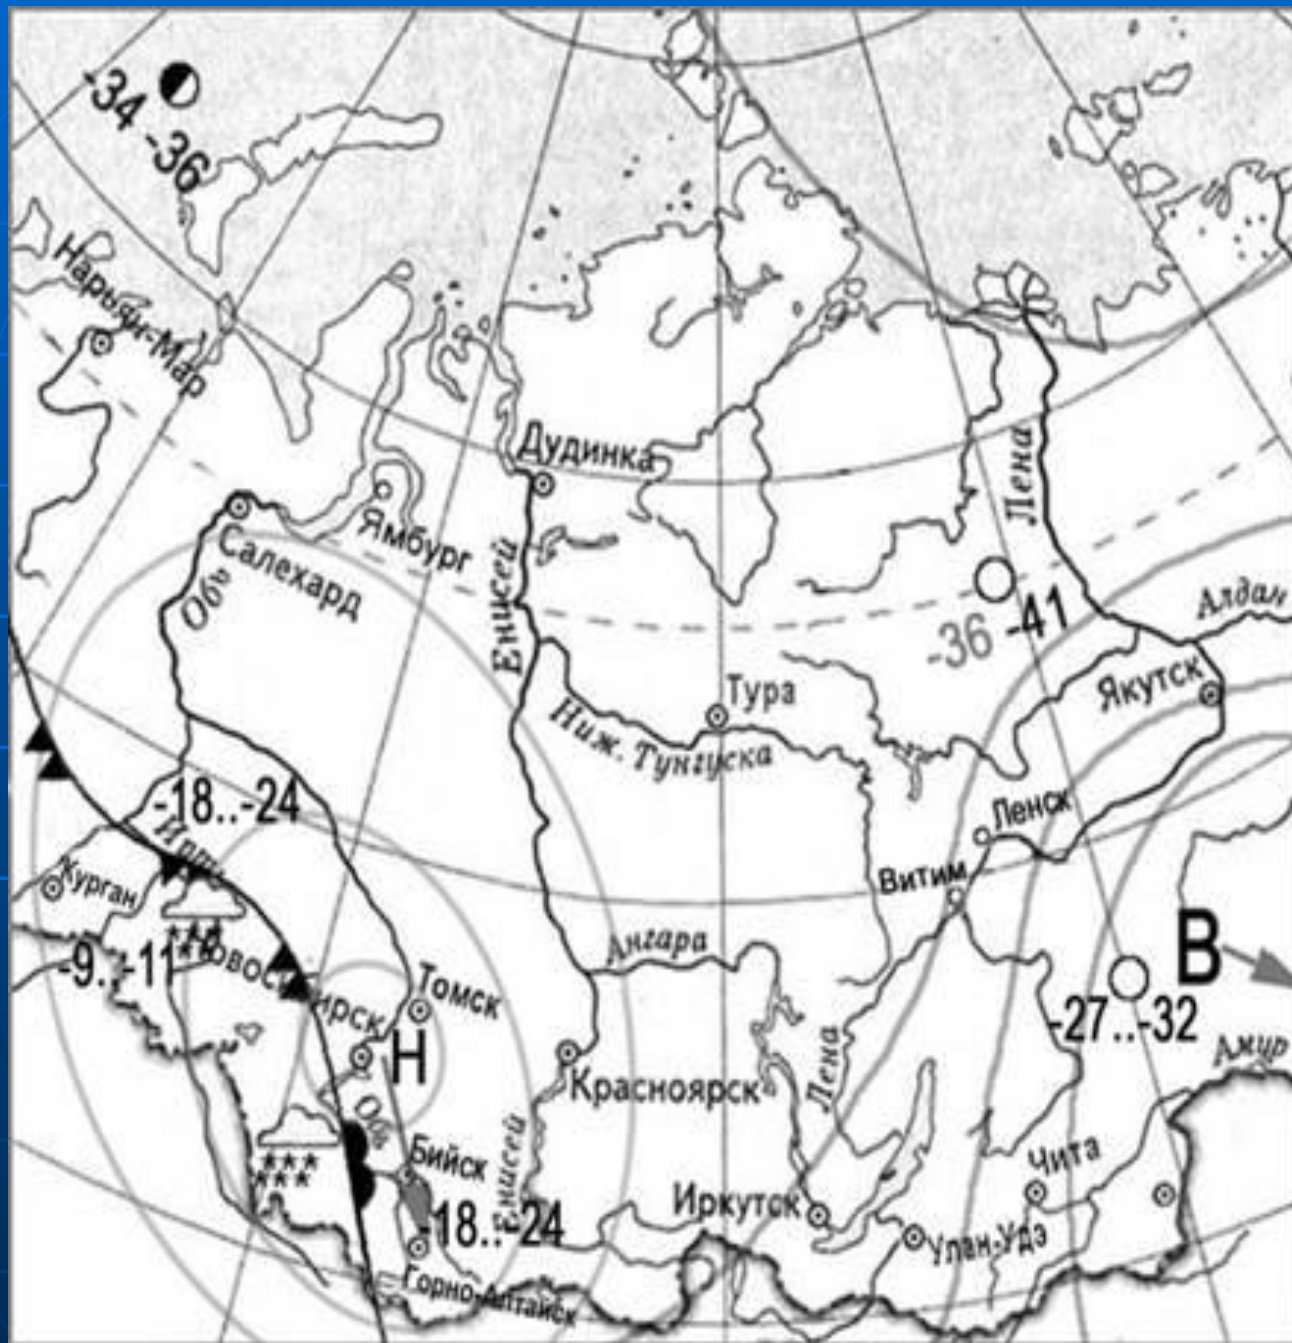 -34 -36
Нарьян-Мар
Дудинка
Лена
Ямбург
Салехард
Обь
Енисей
Алдан
-36 -41
Якутск
Тура
Ниж. Тунгуска
-18..-24
Ленск
Курган
Витим
-9..-11
Ангара
В
Томск
-27..-32
Н
Амур
Красноярск
Лена
Обь
Бийск
Енисей
Чита
Иркутск
-18..-24
Улан-Удэ
Горно-Алтайск